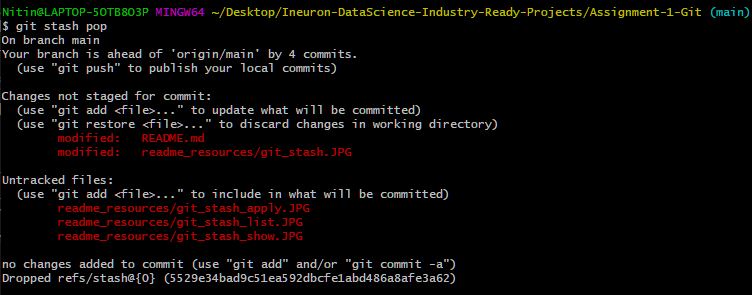 Nitin@LAPTOP-5OTB8O3P MINGW64 ~/Desktop/Ineuron-DataScience-Industry-Ready-Projects/Assignment-1-Git (main)
$ git stash pop
On branch main
Your branch is ahead of 'origin/main' by 4 commits.
  (use "git push" to publish your local commits)

Changes not staged for commit:
  (use "git add <file>..." to update what will be committed)
  (use "git restore <file>..." to discard changes in working directory)
        modified:   README.md
        modified:   readme_resources/git_stash.JPG

Untracked files:
  (use "git add <file>..." to include in what will be committed)
        readme_resources/git_stash_apply.JPG
        readme_resources/git_stash_list.JPG
        readme_resources/git_stash_show.JPG

no changes added to commit (use "git add" and/or "git commit -a")
Dropped refs/stash@{0} (5529e34bad9c51ea592dbcfe1abd486a8afe3a62)